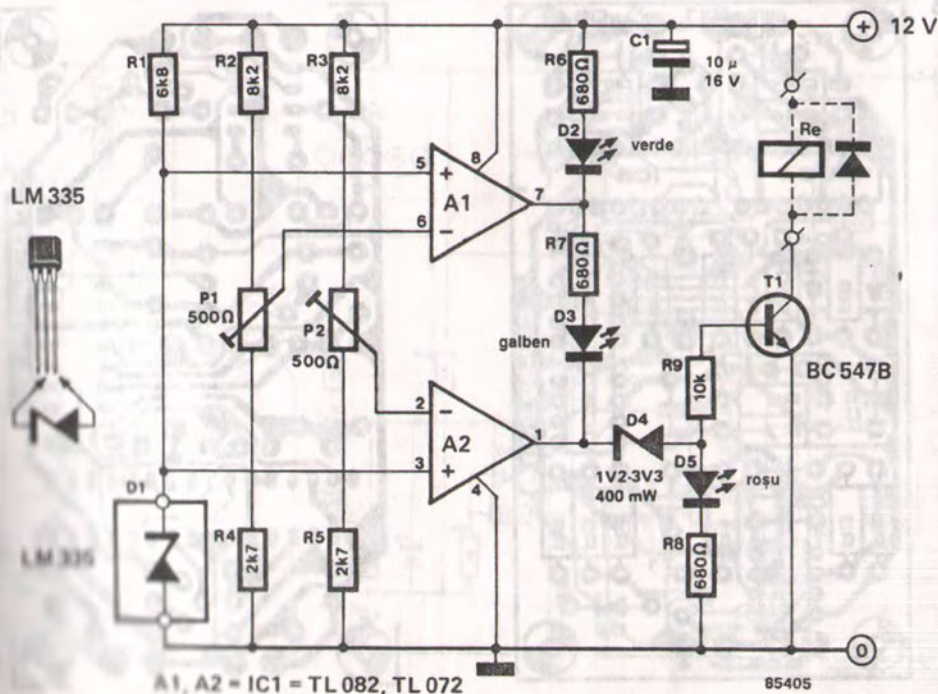 R1
6k8
R2
8k2
R3
8k2
R6
680Ω
C1
10 µ
16 V
+ 12 V
D2
verde
Re
LM 335
5
+
8
A1
7
6
−
R7
680Ω
P1
500Ω
P2
500Ω
D3
galben
T1
BC 547B
R9
10k
2
−
A2
1
D4
1V2-3V3
400 mW
D5
roșu
3
+
4
D1
LM 335
R4
2k7
R5
2k7
R8
680Ω
0
A1, A2 = IC1 = TL 082, TL 072
85405